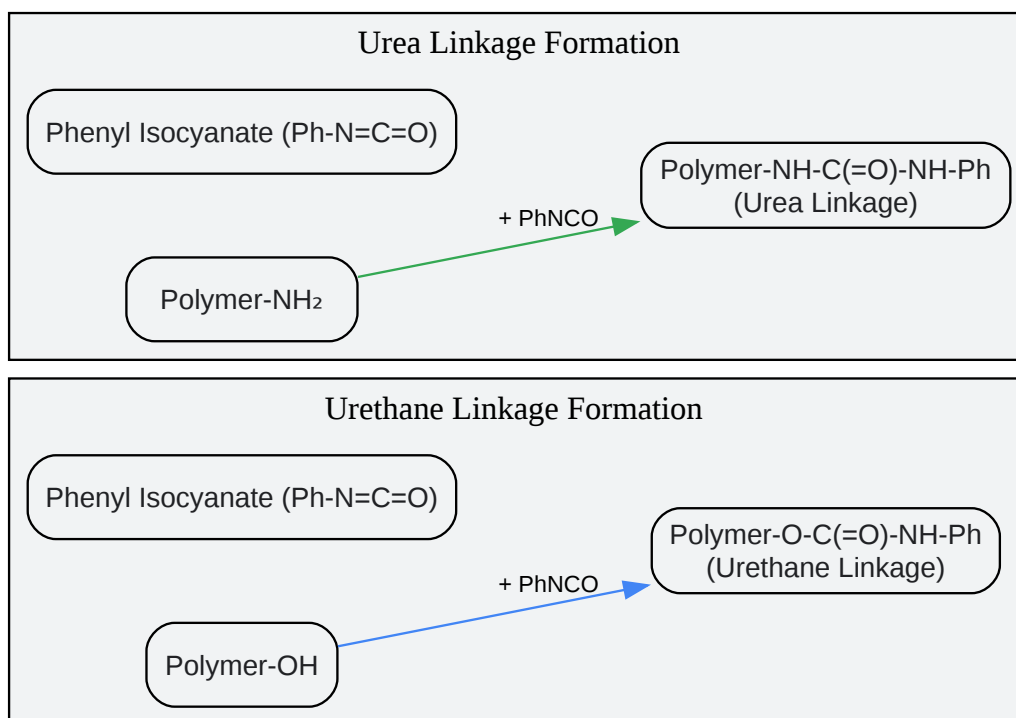 Urea Linkage Formation
Phenyl Isocyanate (Ph-N=C=O)
Polymer-NH-C(=O)-NH-Ph
(Urea Linkage)
+ PhNCO
Polymer-NH₂
Urethane Linkage Formation
Phenyl Isocyanate (Ph-N=C=O)
Polymer-O-C(=O)-NH-Ph
(Urethane Linkage)
+ PhNCO
Polymer-OH